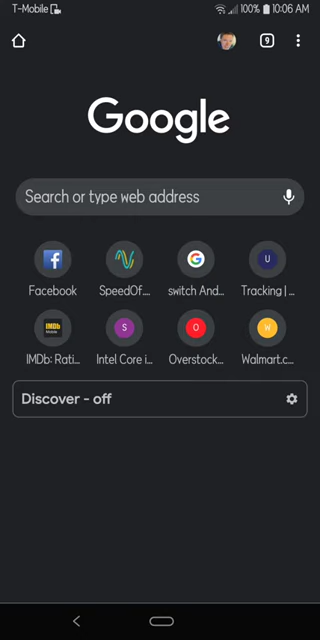 T-Mobile 100% 10:06 AM
9
Google
Search or type web address
Facebook SpeedOf.... switch And... Tracking | ...
IMDb: Rati... Intel Core i... Overstock... Walmart.c...
Discover - off